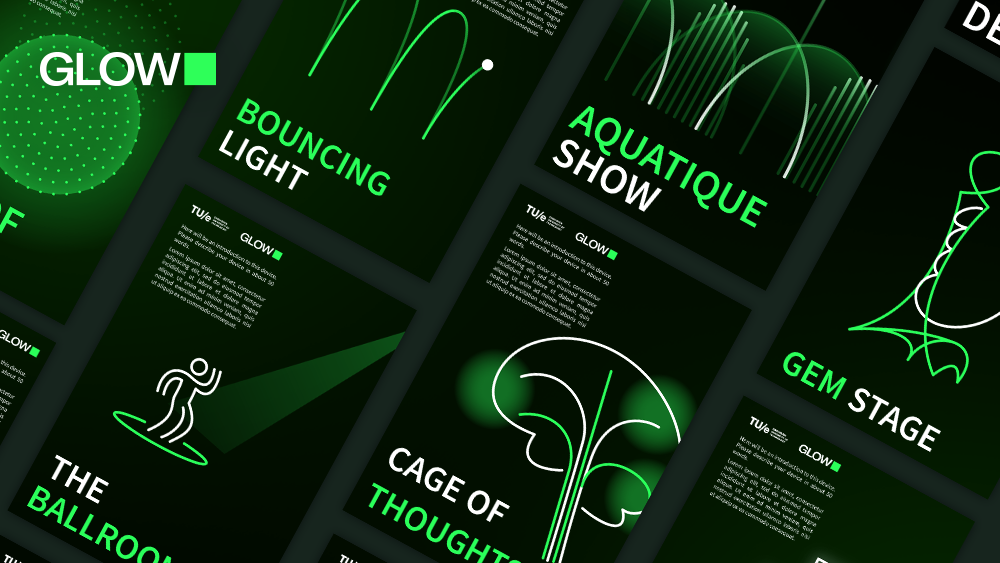 GLOW
OF
BOUNCING
LIGHT
AQUATIQUE
SHOW
DE
TU/e
GLOW
Here will be an introduction to this device.
Please describe your device in about 50
words.
Lorem ipsum dolor sit amet, consectetur
adipiscing elit, sed do eiusmod tempor
incididunt ut labore et dolore magna
aliqua. Ut enim ad minim veniam, quis
nostrud exercitation ullamco laboris nisi
ut aliquip ex ea commodo consequat.
THE
BALLROOM
TU/e
GLOW
Here will be an introduction to this device.
Please describe your device in about 50
words.
Lorem ipsum dolor sit amet, consectetur
adipiscing elit, sed do eiusmod tempor
incididunt ut labore et dolore magna
aliqua. Ut enim ad minim veniam, quis
nostrud exercitation ullamco laboris nisi
ut aliquip ex ea commodo consequat.
CAGE OF
THOUGHTS
GEM STAGE
TU/e
GLOW
Here will be an introduction to this device.
Please describe your device in about 50
words.
Lorem ipsum dolor sit amet, consectetur
adipiscing elit, sed do eiusmod tempor
incididunt ut labore et dolore magna
aliqua. Ut enim ad minim veniam, quis
nostrud exercitation ullamco laboris nisi
ut aliquip ex ea commodo consequat.
GLOW
this device.
about 50